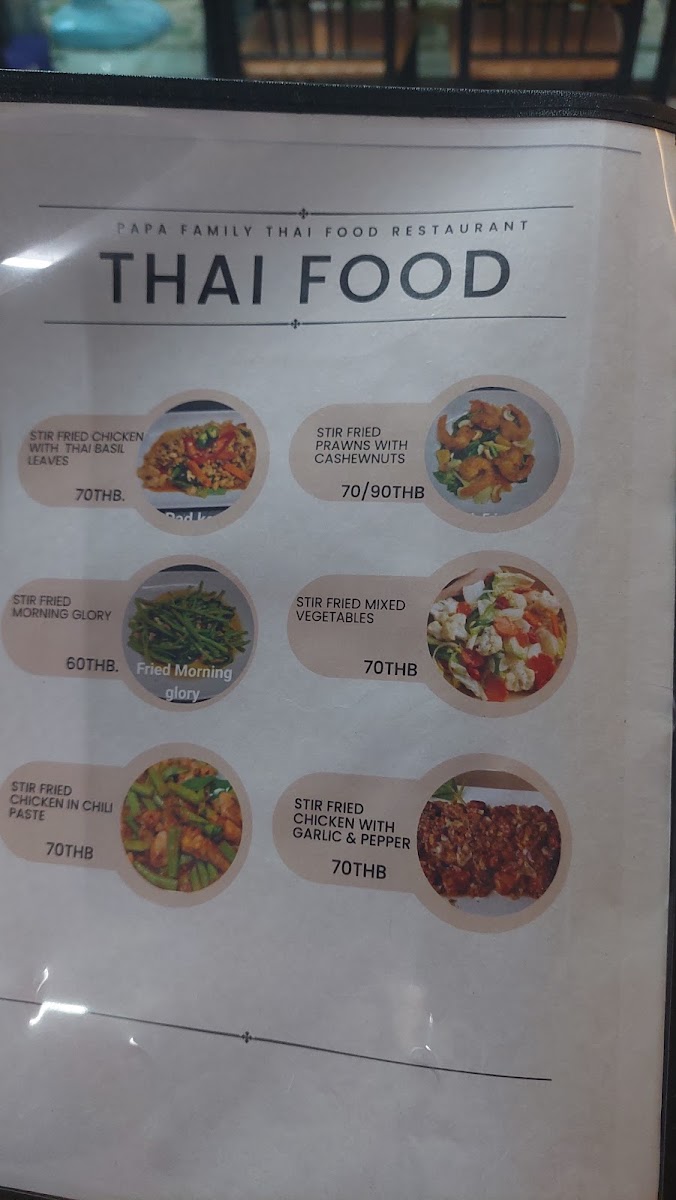 PAPA FAMILY THAI FOOD RESTAURANT
THAI FOOD
STIR FRIED CHICKEN
WITH THAI BASIL
LEAVES
70THB.
STIR FRIED
PRAWNS WITH
CASHEWNUTS
70/90THB
STIR FRIED
MORNING GLORY
60THB.
Fried Morning
glory
STIR FRIED MIXED
VEGETABLES
70THB
STIR FRIED
CHICKEN IN CHILI
PASTE
70THB
STIR FRIED
CHICKEN WITH
GARLIC & PEPPER
70THB